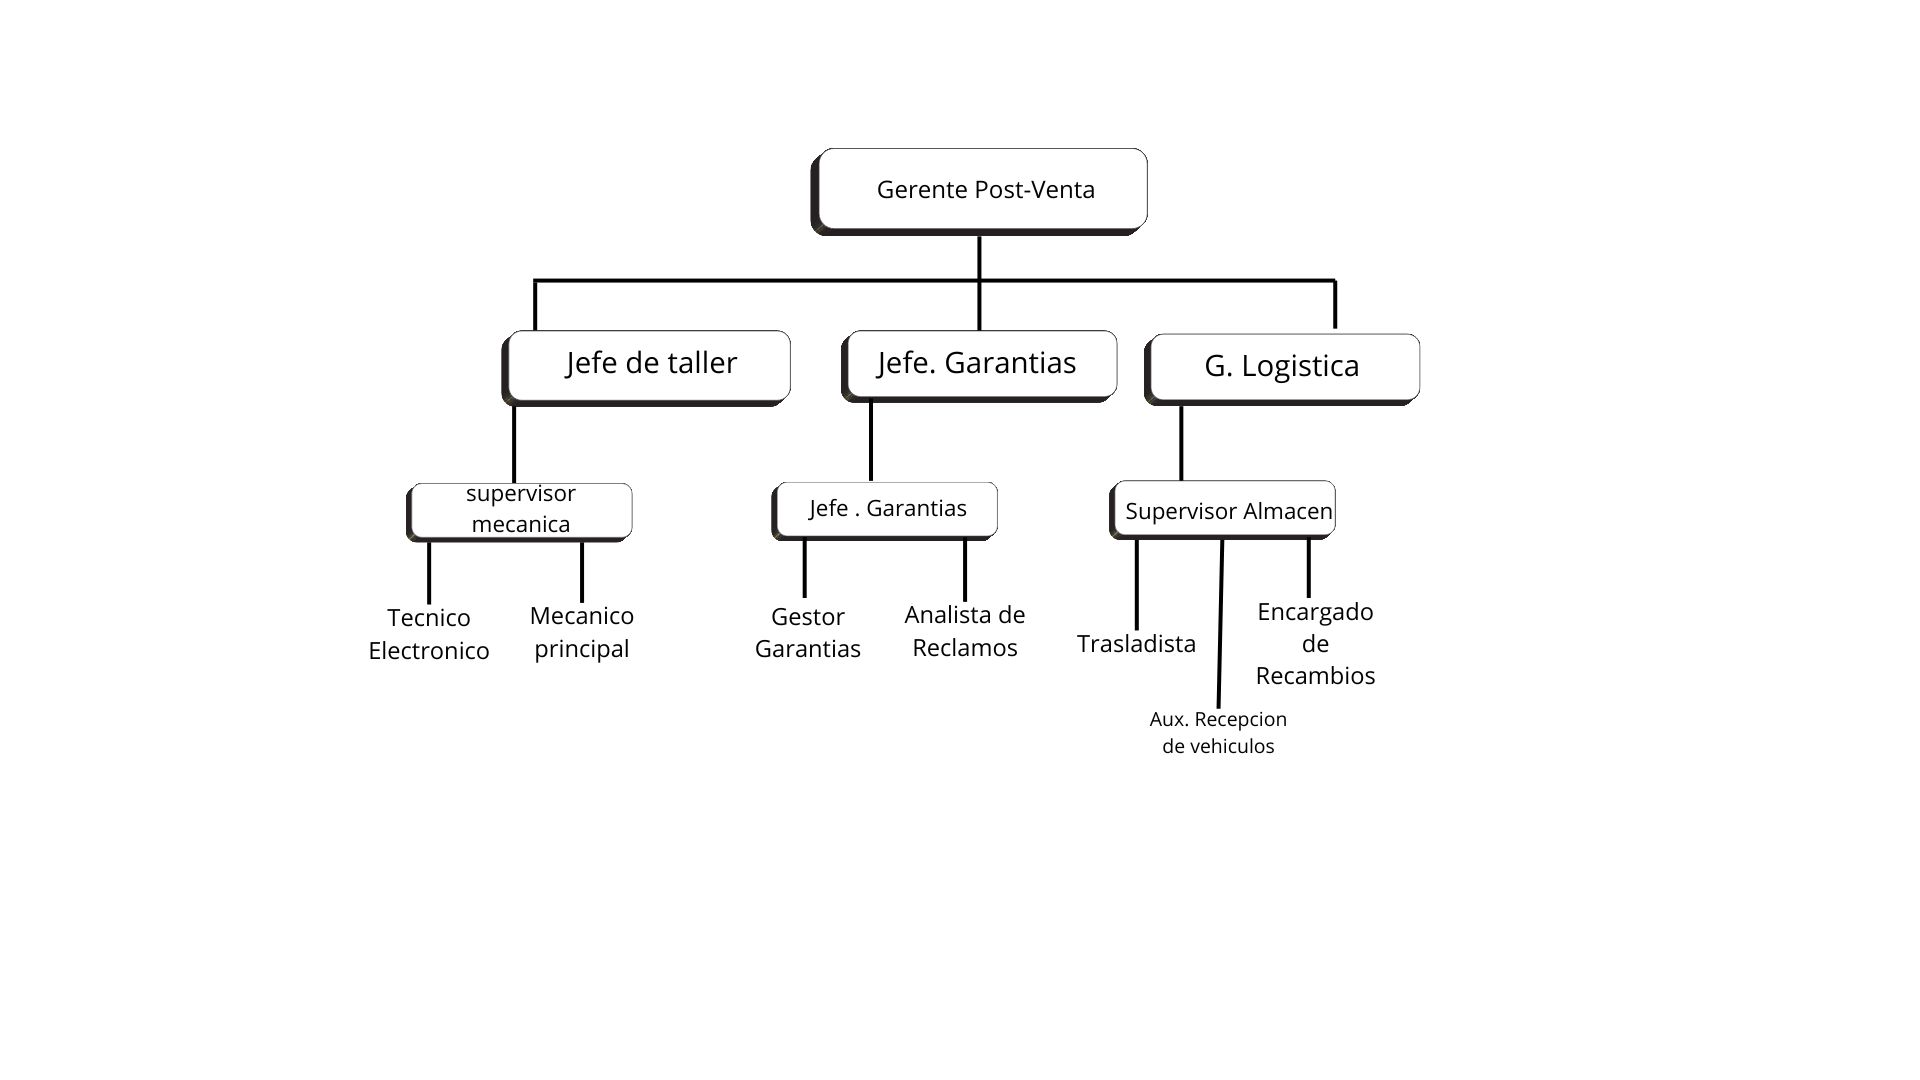 Gerente Post-Venta
Jefe de taller
Jefe. Garantias
G. Logistica
supervisor
mecanica
Jefe . Garantias
Supervisor Almacen
Tecnico
Electronico
Mecanico
principal
Gestor
Garantias
Analista de
Reclamos
Trasladista
Encargado
de
Recambios
Aux. Recepcion
de vehiculos